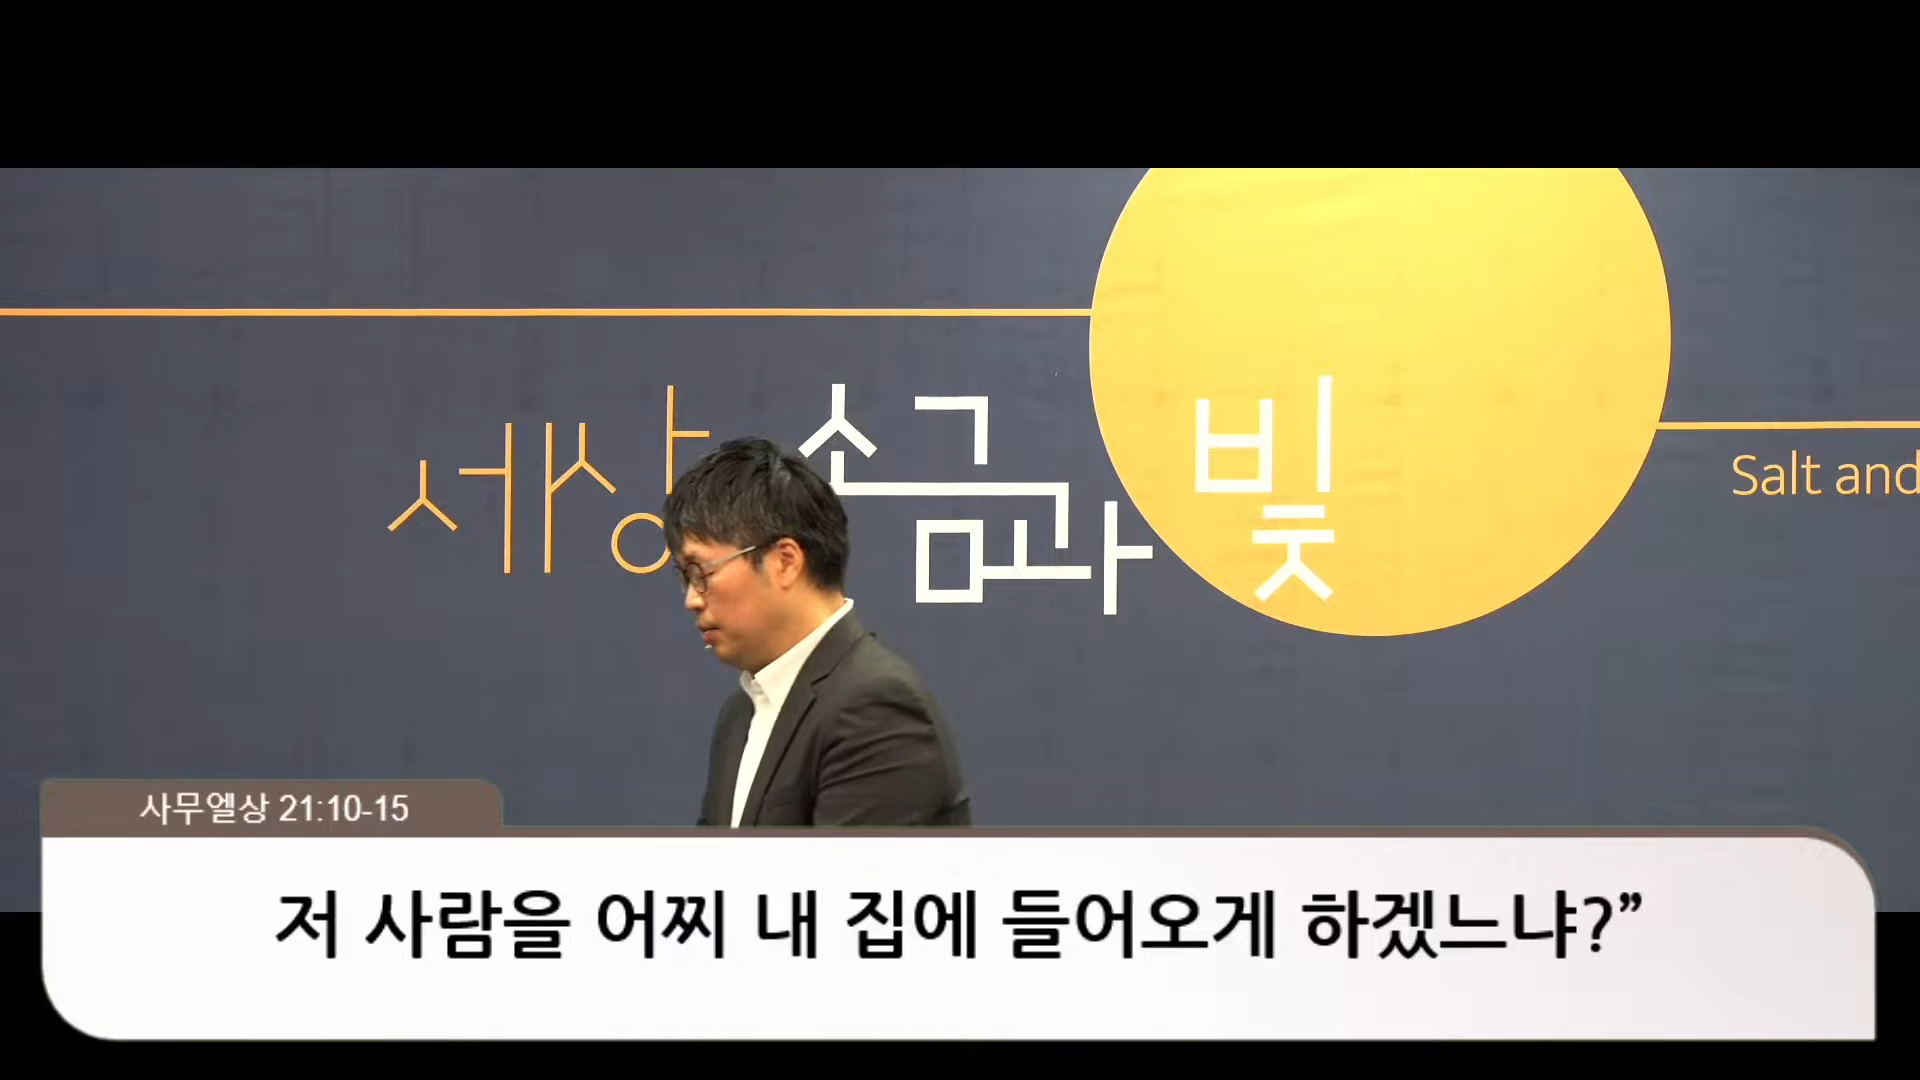 세상 소금과 빛
Salt and
사무엘상 21:10-15
저 사람을 어찌 내 집에 들어오게 하겠느냐?”